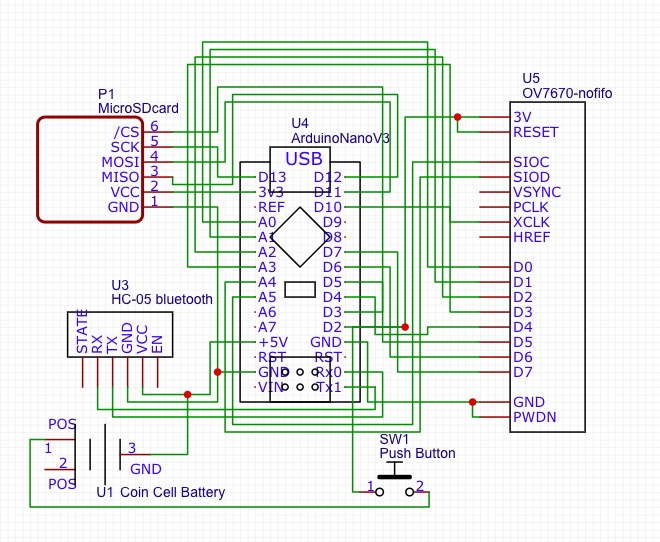 P1
MicroSDcard
/CS 6
SCK 5
MOSI 4
MISO 3
VCC 2
GND 1
U4
ArduinoNanoV3
USB
D13 D12
3V3 D11
REF D10
A0 D9
A1 D8
A2 D7
A3 D6
A4 D5
A5 D4
A6 D3
A7 D2
+5V GND
RST RST
GND Rx0
VIN Tx1
U5
OV7670-nofifo
3V
RESET
SIOC
SIOD
VSYNC
PCLK
XCLK
HREF
D0
D1
D2
D3
D4
D5
D6
D7
GND
PWDN
U3
HC-05 bluetooth
STATE
RX
TX
GND
VCC
EN
POS
1
2
POS
3
GND
U1 Coin Cell Battery
SW1
Push Button
1 2